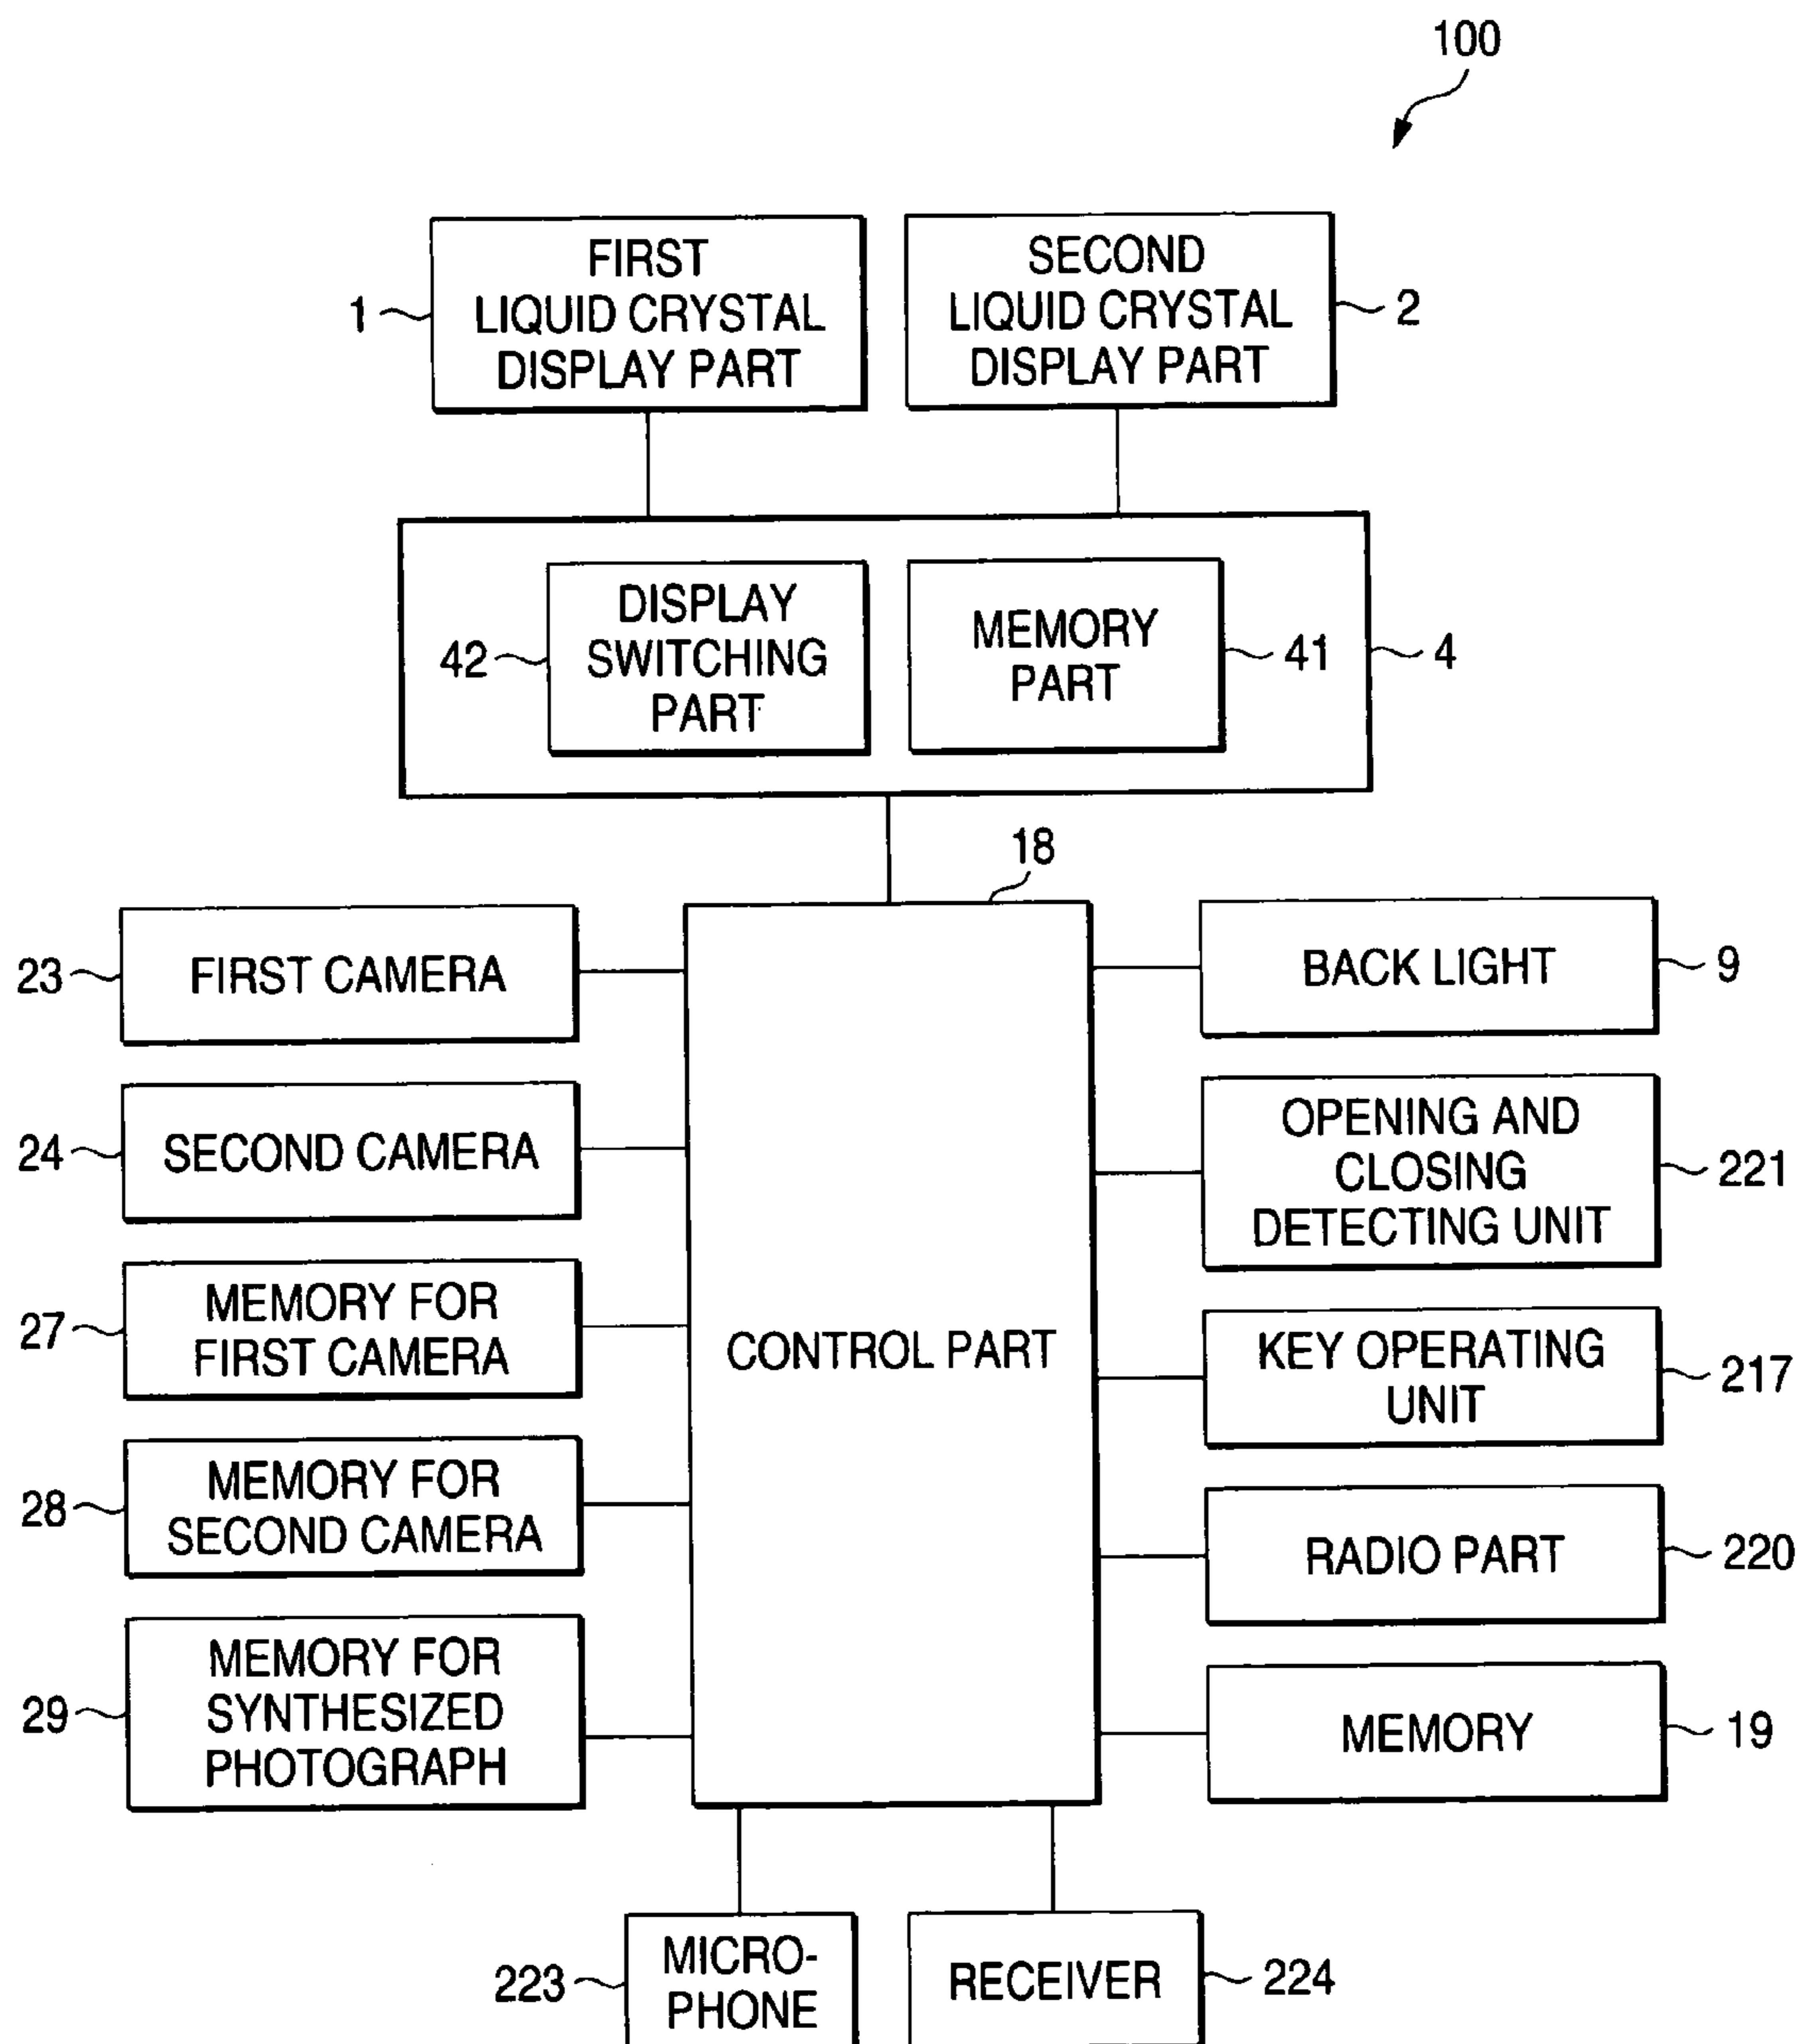 100
FIRST
LIQUID CRYSTAL
DISPLAY PART
1
SECOND
LIQUID CRYSTAL
DISPLAY PART
2
DISPLAY
SWITCHING
PART
42
MEMORY
PART
41
4
18
CONTROL PART
23
FIRST CAMERA
24
SECOND CAMERA
27
MEMORY FOR
FIRST CAMERA
28
MEMORY FOR
SECOND CAMERA
29
MEMORY FOR
SYNTHESIZED
PHOTOGRAPH
BACK LIGHT
9
OPENING AND
CLOSING
DETECTING UNIT
221
KEY OPERATING
UNIT
217
RADIO PART
220
MEMORY
19
223
MICRO-
PHONE
RECEIVER
224